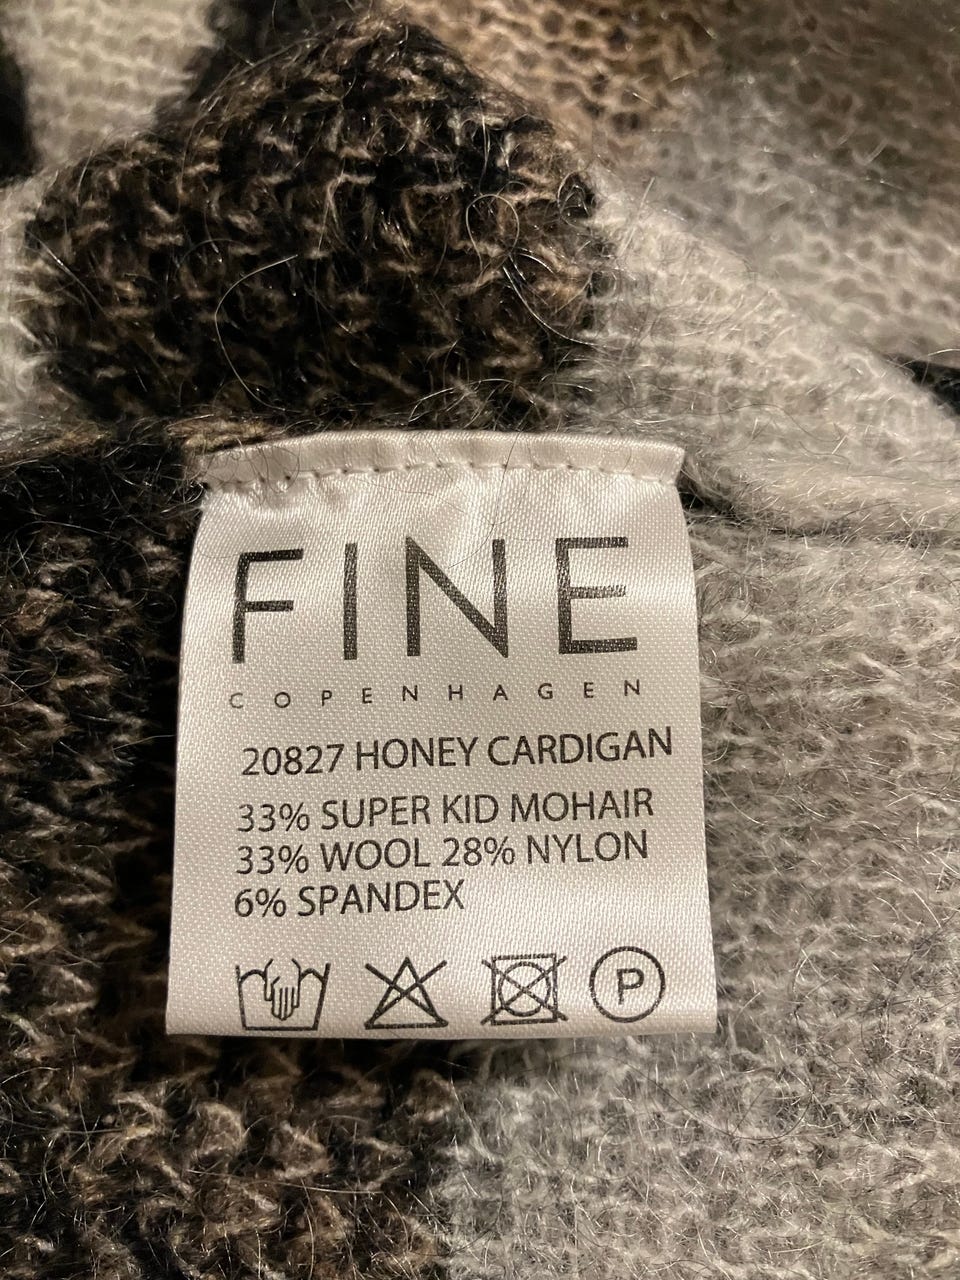 FINE
COPENHAGEN
20827 HONEY CARDIGAN
33% SUPER KID MOHAIR
33% WOOL 28% NYLON
6% SPANDEX
P